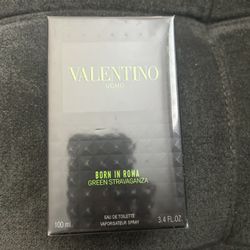 VALENTINO
UOMO
BORN IN ROMA
GREEN STRAVAGANZA
EAU DE TOILETTE
VAPORISATEUR SPRAY
100 ml 3.4 FL.OZ